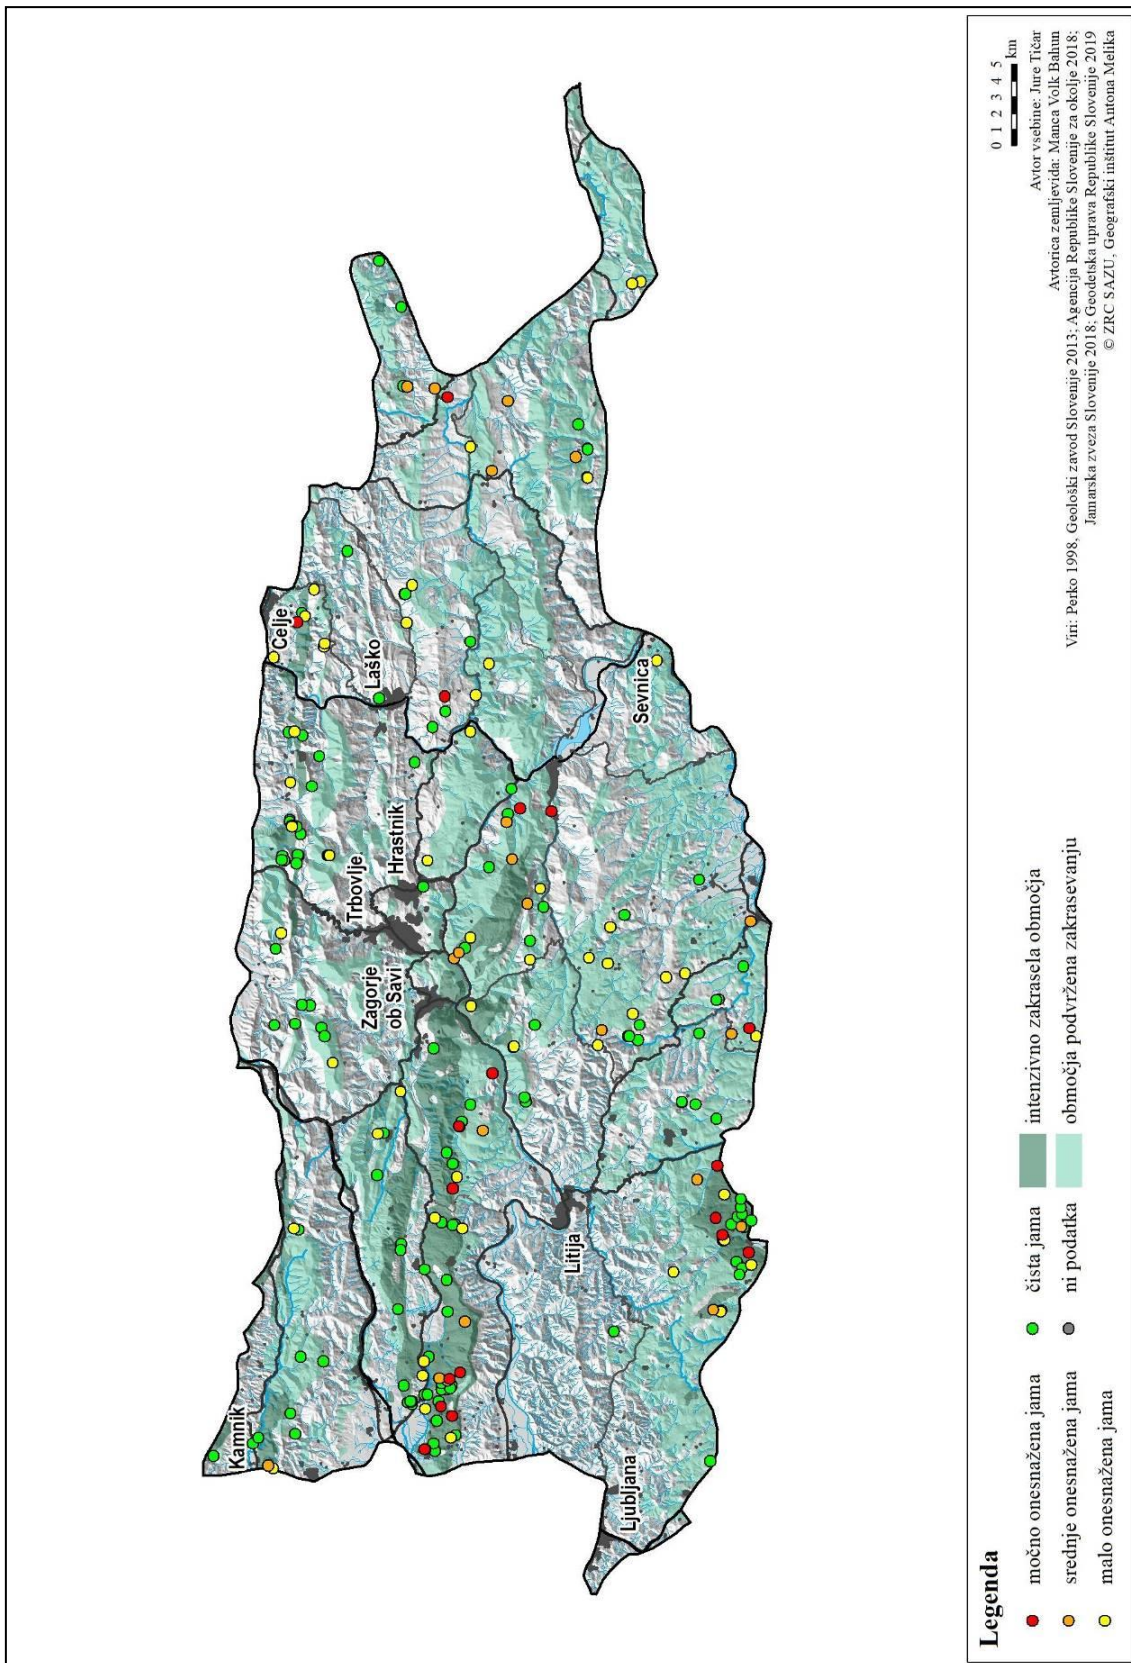 Kamnik
Celje
Laško
Trbovlje
Hrastnik
Zagorje
ob Savi
Litija
Sevnica
Ljubljana
Legenda
močno onesnažena jama
srednje onesnažena jama
malo onesnažena jama
čista jama
ni podatka
intenzivno zakrasela območja
območja podvržena zakrasevanju
0 1 2 3 4 5
km
Avtor vsebine: Jure Tičar
Avtorica zemljevida: Manca Volk Bahun
Viri: Perko 1998, Geološki zavod Slovenije 2013; Agencija Republike Slovenije za okolje 2018;
Jamarska zveza Slovenije 2018; Geodetska uprava Republike Slovenije 2019
© ZRC SAZU, Geografski inštitut Antona Melika